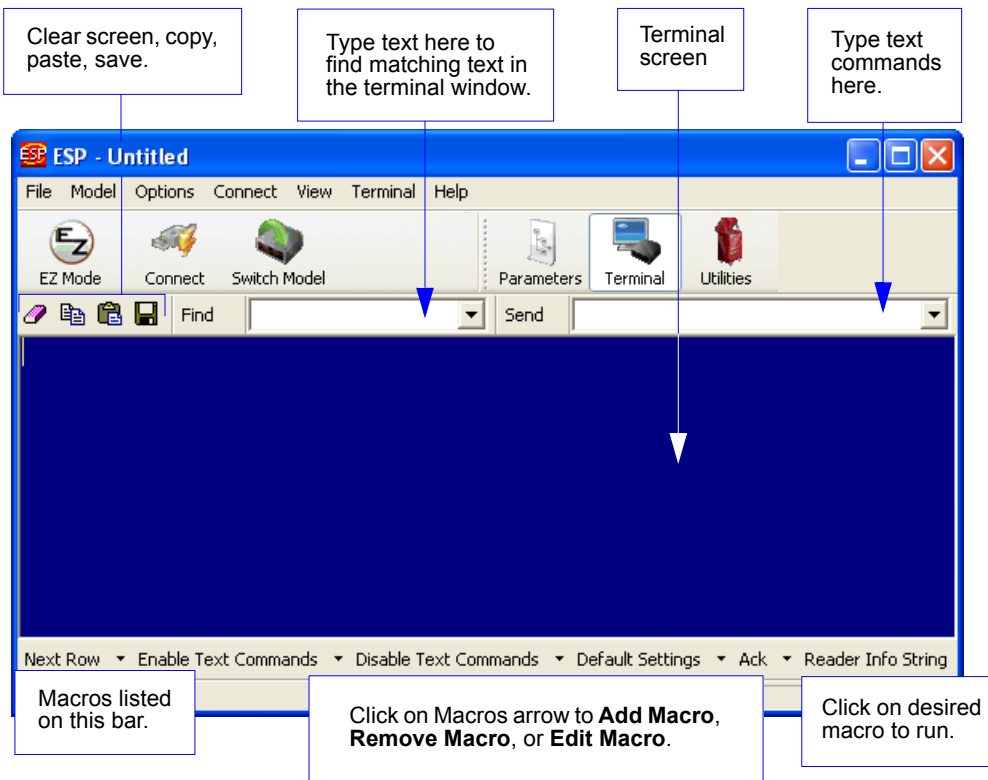 Clear screen, copy,
paste, save.
Type text here to
find matching text in
the terminal window.
Terminal
screen
Type text
commands
here.
ESP - Untitled
File Model Options Connect View Terminal Help
EZ
EZ Mode Connect Switch Model Parameters Terminal Utilities
Find Send
Next Row Enable Text Commands Disable Text Commands Default Settings Ack Reader Info String
Macros listed
on this bar.
Click on Macros arrow to Add Macro,
Remove Macro, or Edit Macro.
Click on desired
macro to run.